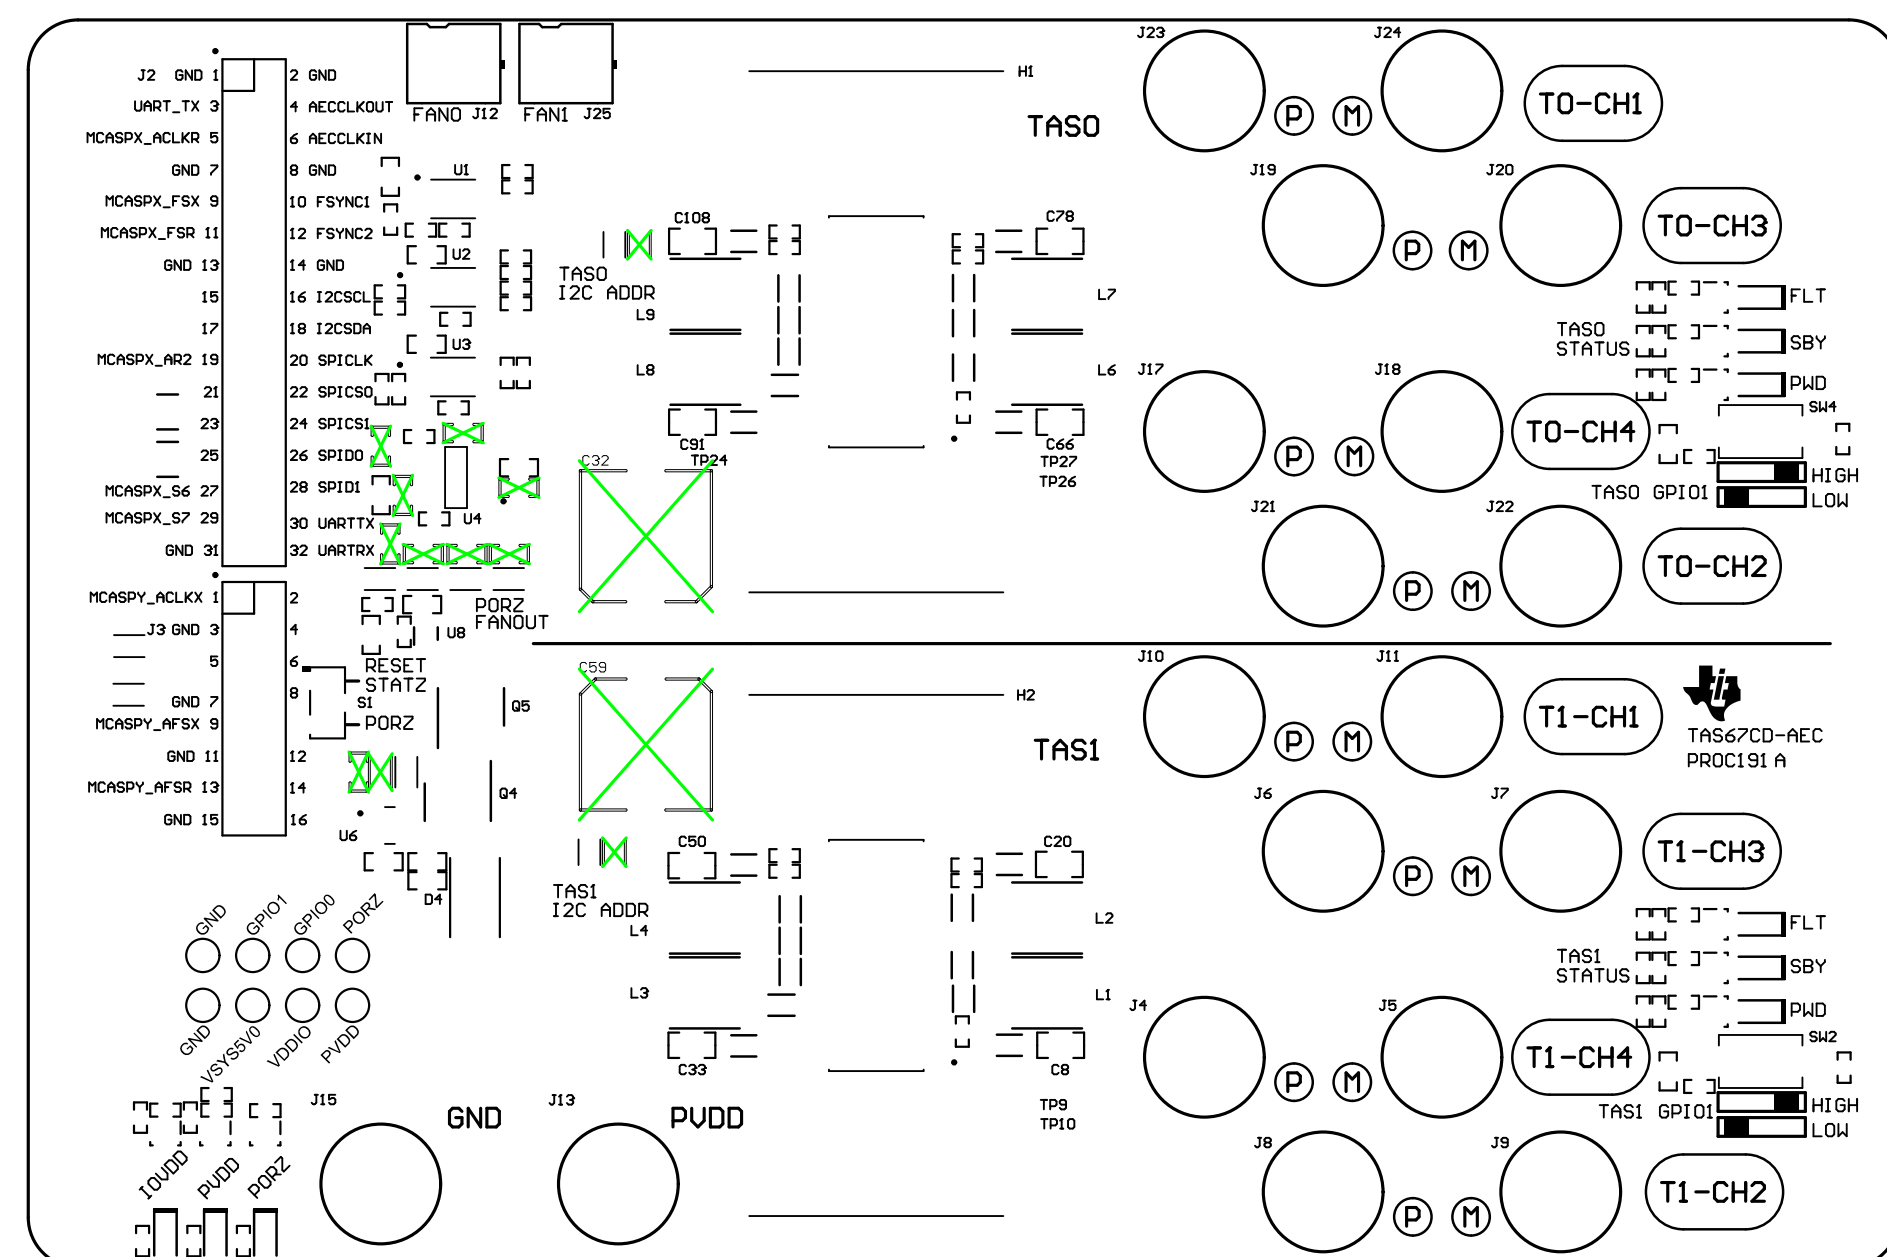 J2 GND 1
2 GND
UART_TX 3
4 AECCLKOUT
MCASPX_ACLKR 5
6 AECCLKIN
GND 7
8 GND
MCASPX_FSX 9
10 FSYNC1
MCASPX_FSR 11
12 FSYNC2
GND 13
14 GND
15
16 I2CSCL
17
18 I2CSDA
MCASPX_AR2 19
20 SPICLK
21
22 SPICS0
23
24 SPICS1
25
26 SPID0
MCASPX_S6 27
28 SPID1
MCASPX_S7 29
30 UARTTX
GND 31
32 UARTRX
MCASPY_ACLKX 1
2
J3 GND 3
4
5
6
GND 7
8
MCASPY_AFSX 9
GND 11
12
MCASPY_AFSR 13
14
GND 15
16
FAN0 J12
FAN1 J25
U1
U2
U3
U4
PORZ
FANOUT
U8
RESET
STATZ
S1
PORZ
Q5
Q4
U6
D4
H1
TAS0
C108
C78
TAS0
I2C ADDR
L9
L7
L8
L6
C91
TP24
C66
TP27
TP26
C32
C59
H2
TAS1
C50
C20
TAS1
I2C ADDR
L4
L2
L3
L1
C33
C8
TP9
TP10
J23
J24
P
M
T0-CH1
J19
J20
P
M
T0-CH3
TAS0
STATUS
FLT
SBY
PWD
J17
J18
P
M
T0-CH4
SW4
HIGH
LOW
TAS0 GPIO1
J21
J22
P
M
T0-CH2
J10
J11
P
M
T1-CH1
TAS67CD-AEC
PROC191 A
J6
J7
P
M
T1-CH3
TAS1
STATUS
FLT
SBY
PWD
J4
J5
P
M
T1-CH4
SW2
HIGH
LOW
TAS1 GPIO1
J8
J9
P
M
T1-CH2
GND
GPIO1
GPIO0
PORZ
GND
VSYS5V0
VDDIO
PVDD
J15
GND
J13
PVDD
IOVDD
PVDD
PORZ